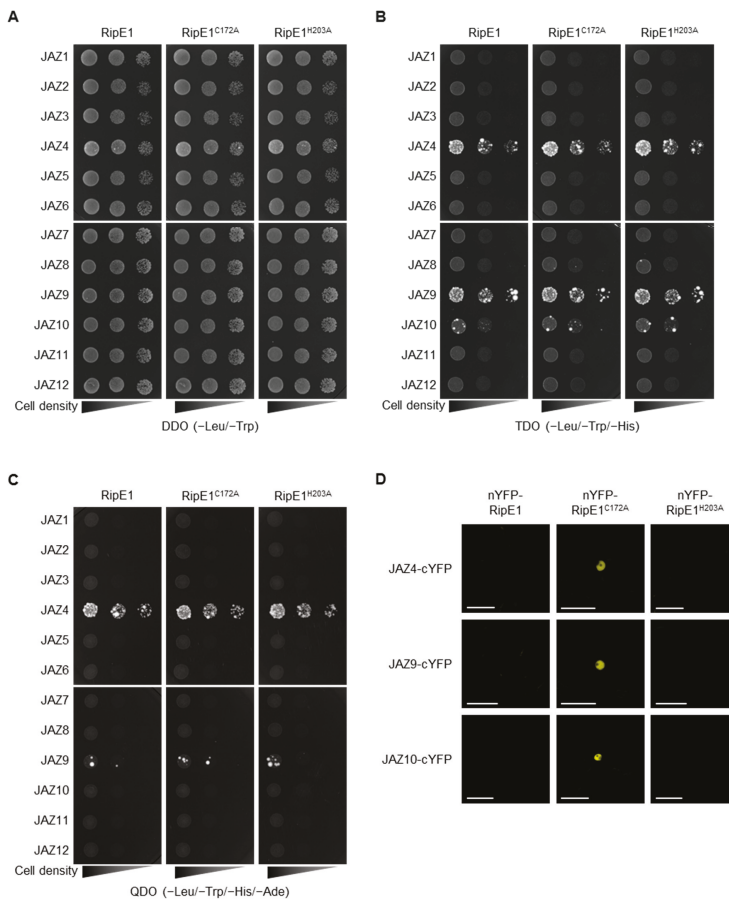 A
RipE1 RipE1C172A RipE1H203A
JAZ1
JAZ2
JAZ3
JAZ4
JAZ5
JAZ6
JAZ7
JAZ8
JAZ9
JAZ10
JAZ11
JAZ12
Cell density
DDO (−Leu/−Trp)
B
RipE1 RipE1C172A RipE1H203A
JAZ1
JAZ2
JAZ3
JAZ4
JAZ5
JAZ6
JAZ7
JAZ8
JAZ9
JAZ10
JAZ11
JAZ12
Cell density
TDO (−Leu/−Trp/−His)
C
RipE1 RipE1C172A RipE1H203A
JAZ1
JAZ2
JAZ3
JAZ4
JAZ5
JAZ6
JAZ7
JAZ8
JAZ9
JAZ10
JAZ11
JAZ12
Cell density
QDO (−Leu/−Trp/−His/−Ade)
D
nYFP- nYFP- nYFP-
RipE1 RipE1C172A RipE1H203A
JAZ4-cYFP
JAZ9-cYFP
JAZ10-cYFP